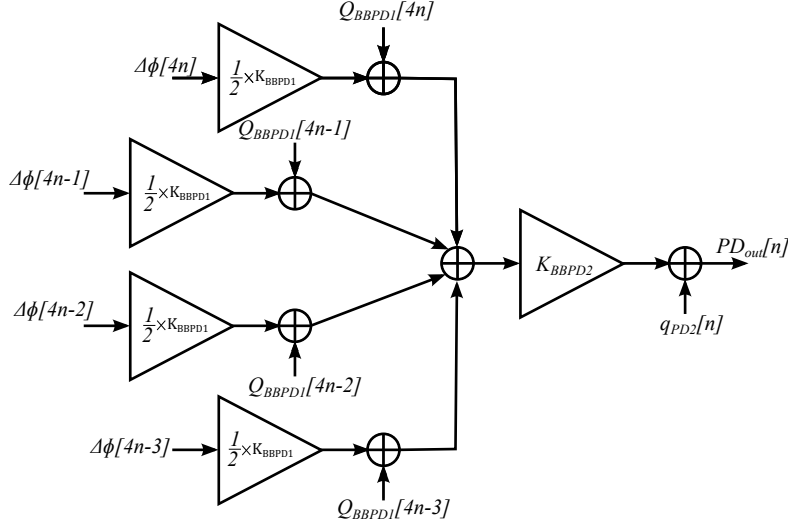 Q_BBPD1[4n]
Δϕ[4n]
1/2 ×K_BBPD1
Q_BBPD1[4n-1]
Δϕ[4n-1]
1/2 ×K_BBPD1
K_BBPD2
PD_out[n]
q_PD2[n]
Δϕ[4n-2]
1/2 ×K_BBPD1
Q_BBPD1[4n-2]
Δϕ[4n-3]
1/2 ×K_BBPD1
Q_BBPD1[4n-3]